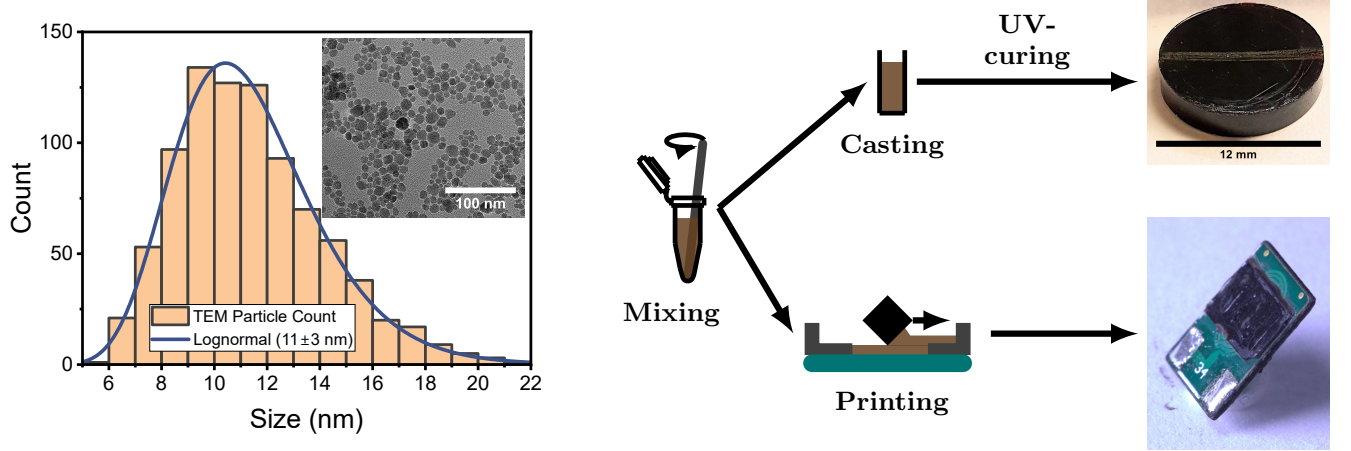 150
100
50
0
Count
6 8 10 12 14 16 18 20 22
Size (nm)
TEM Particle Count
Lognormal (11±3 nm)
100 nm
Mixing
Casting
UV-
curing
Printing
12 mm
34